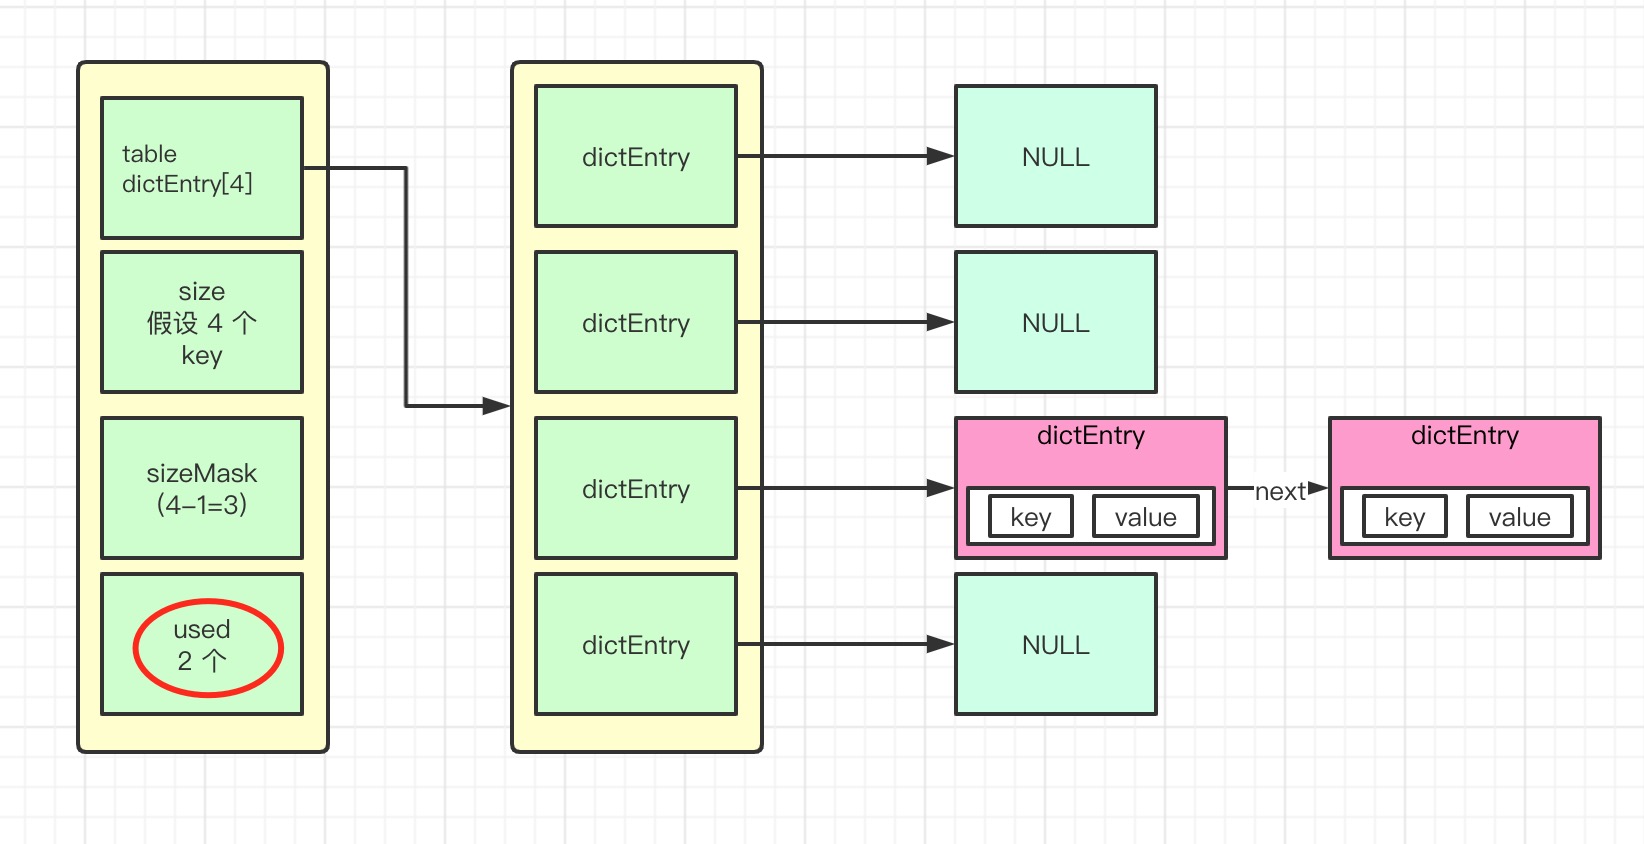 table
dictEntry[4]
size
假设 4 个
key
sizeMask
(4-1=3)
used
2 个
dictEntry
dictEntry
dictEntry
dictEntry
NULL
NULL
dictEntry
key
value
next
dictEntry
key
value
NULL